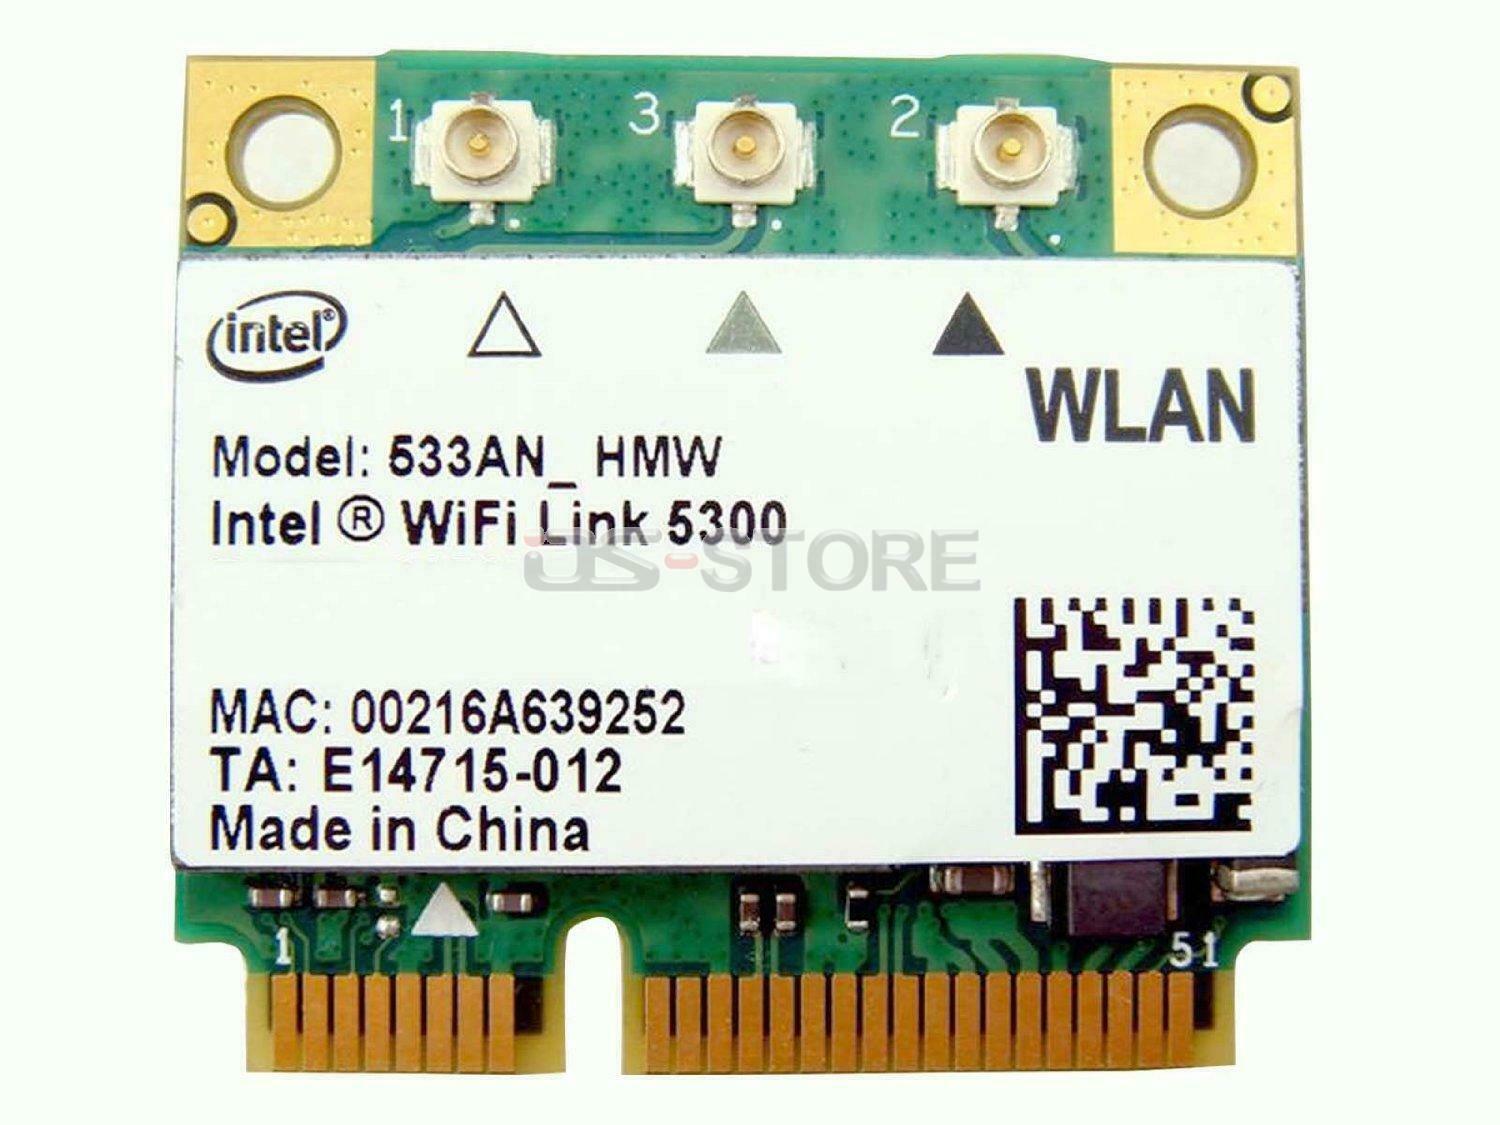 1 3 2
intel®
WLAN
Model: 533AN_ HMW
Intel ® WiFi Link 5300
-STORE
MAC: 00216A639252
TA: E14715-012
Made in China
1 51